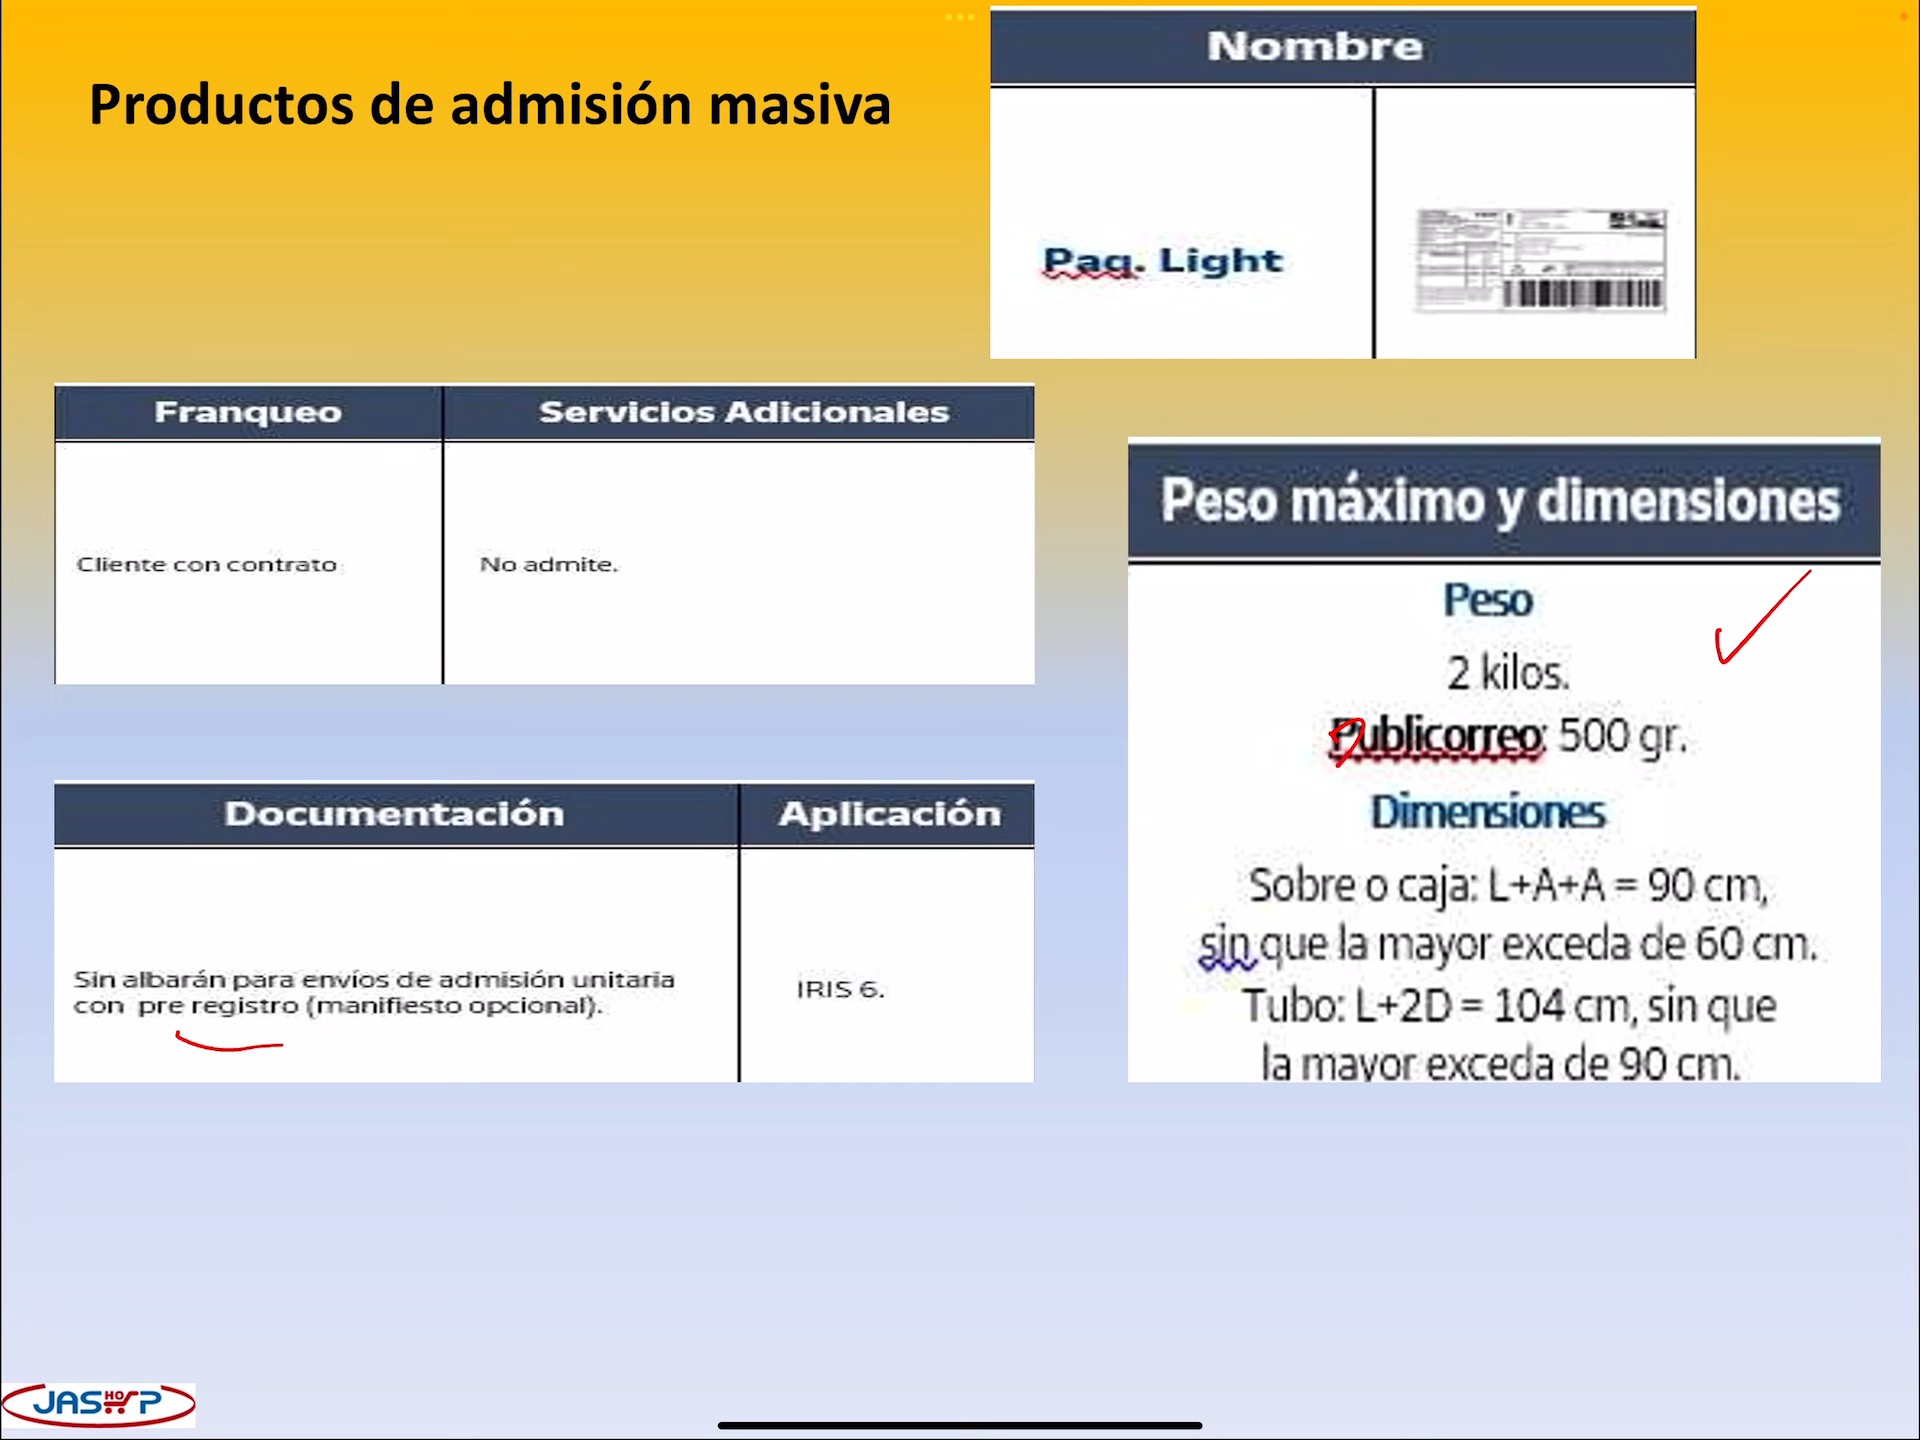 Productos de admisión masiva
Nombre
Paq. Light
Franqueo
Servicios Adicionales
Cliente con contrato
No admite.
Peso máximo y dimensiones
Peso
2 kilos.
Publicorreo: 500 gr.
Dimensiones
Sobre o caja: L+A+A = 90 cm,
sin que la mayor exceda de 60 cm.
Tubo: L+2D = 104 cm, sin que
la mayor exceda de 90 cm.
Documentación
Aplicación
Sin albarán para envíos de admisión unitaria
con pre registro (manifiesto opcional).
IRIS 6.
JASHOP